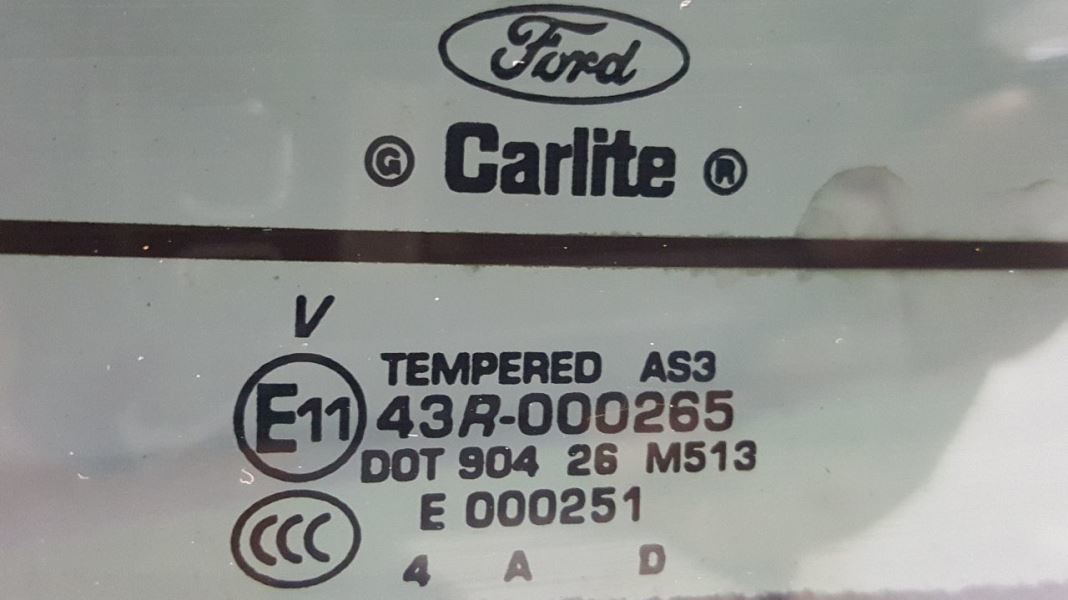 Ford
G Carlite ®
V
TEMPERED AS3
E11 43R-000265
DOT 904 26 M513
E 000251
CCC
4 A D